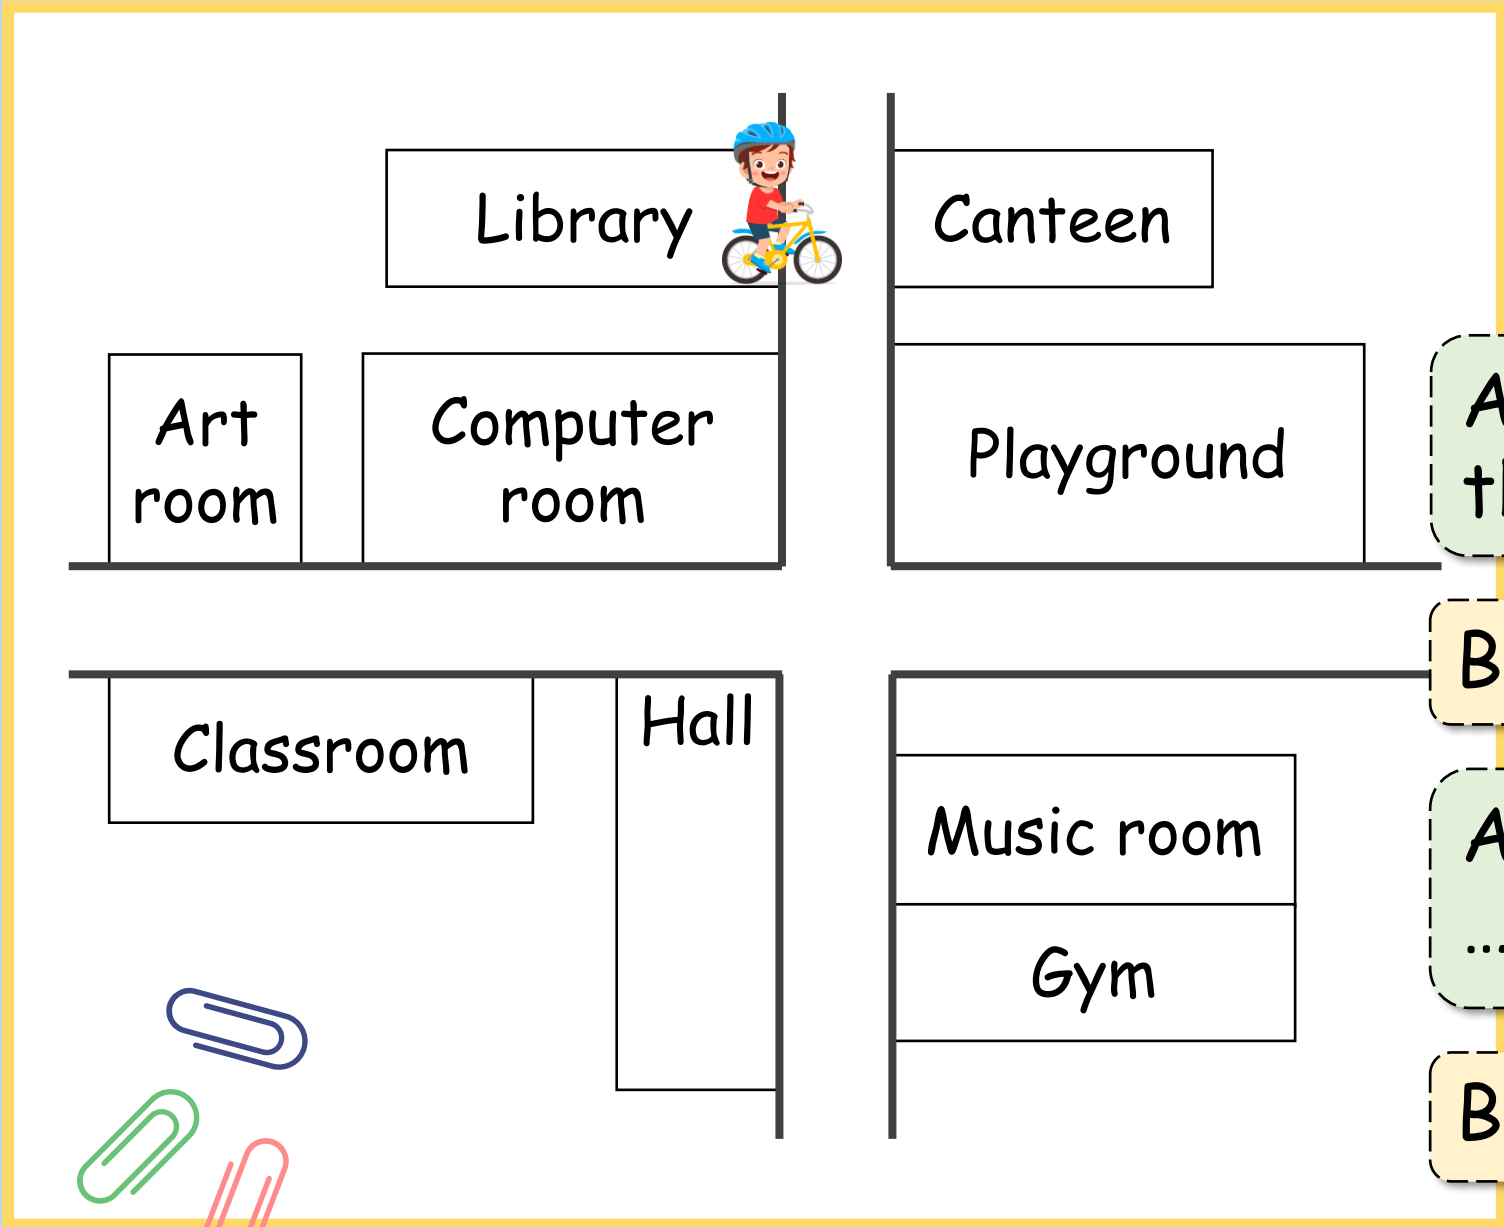 Library
Canteen
Art
room
Computer
room
Playground
Classroom
Hall
Music room
Gym
A
B
A
...
B